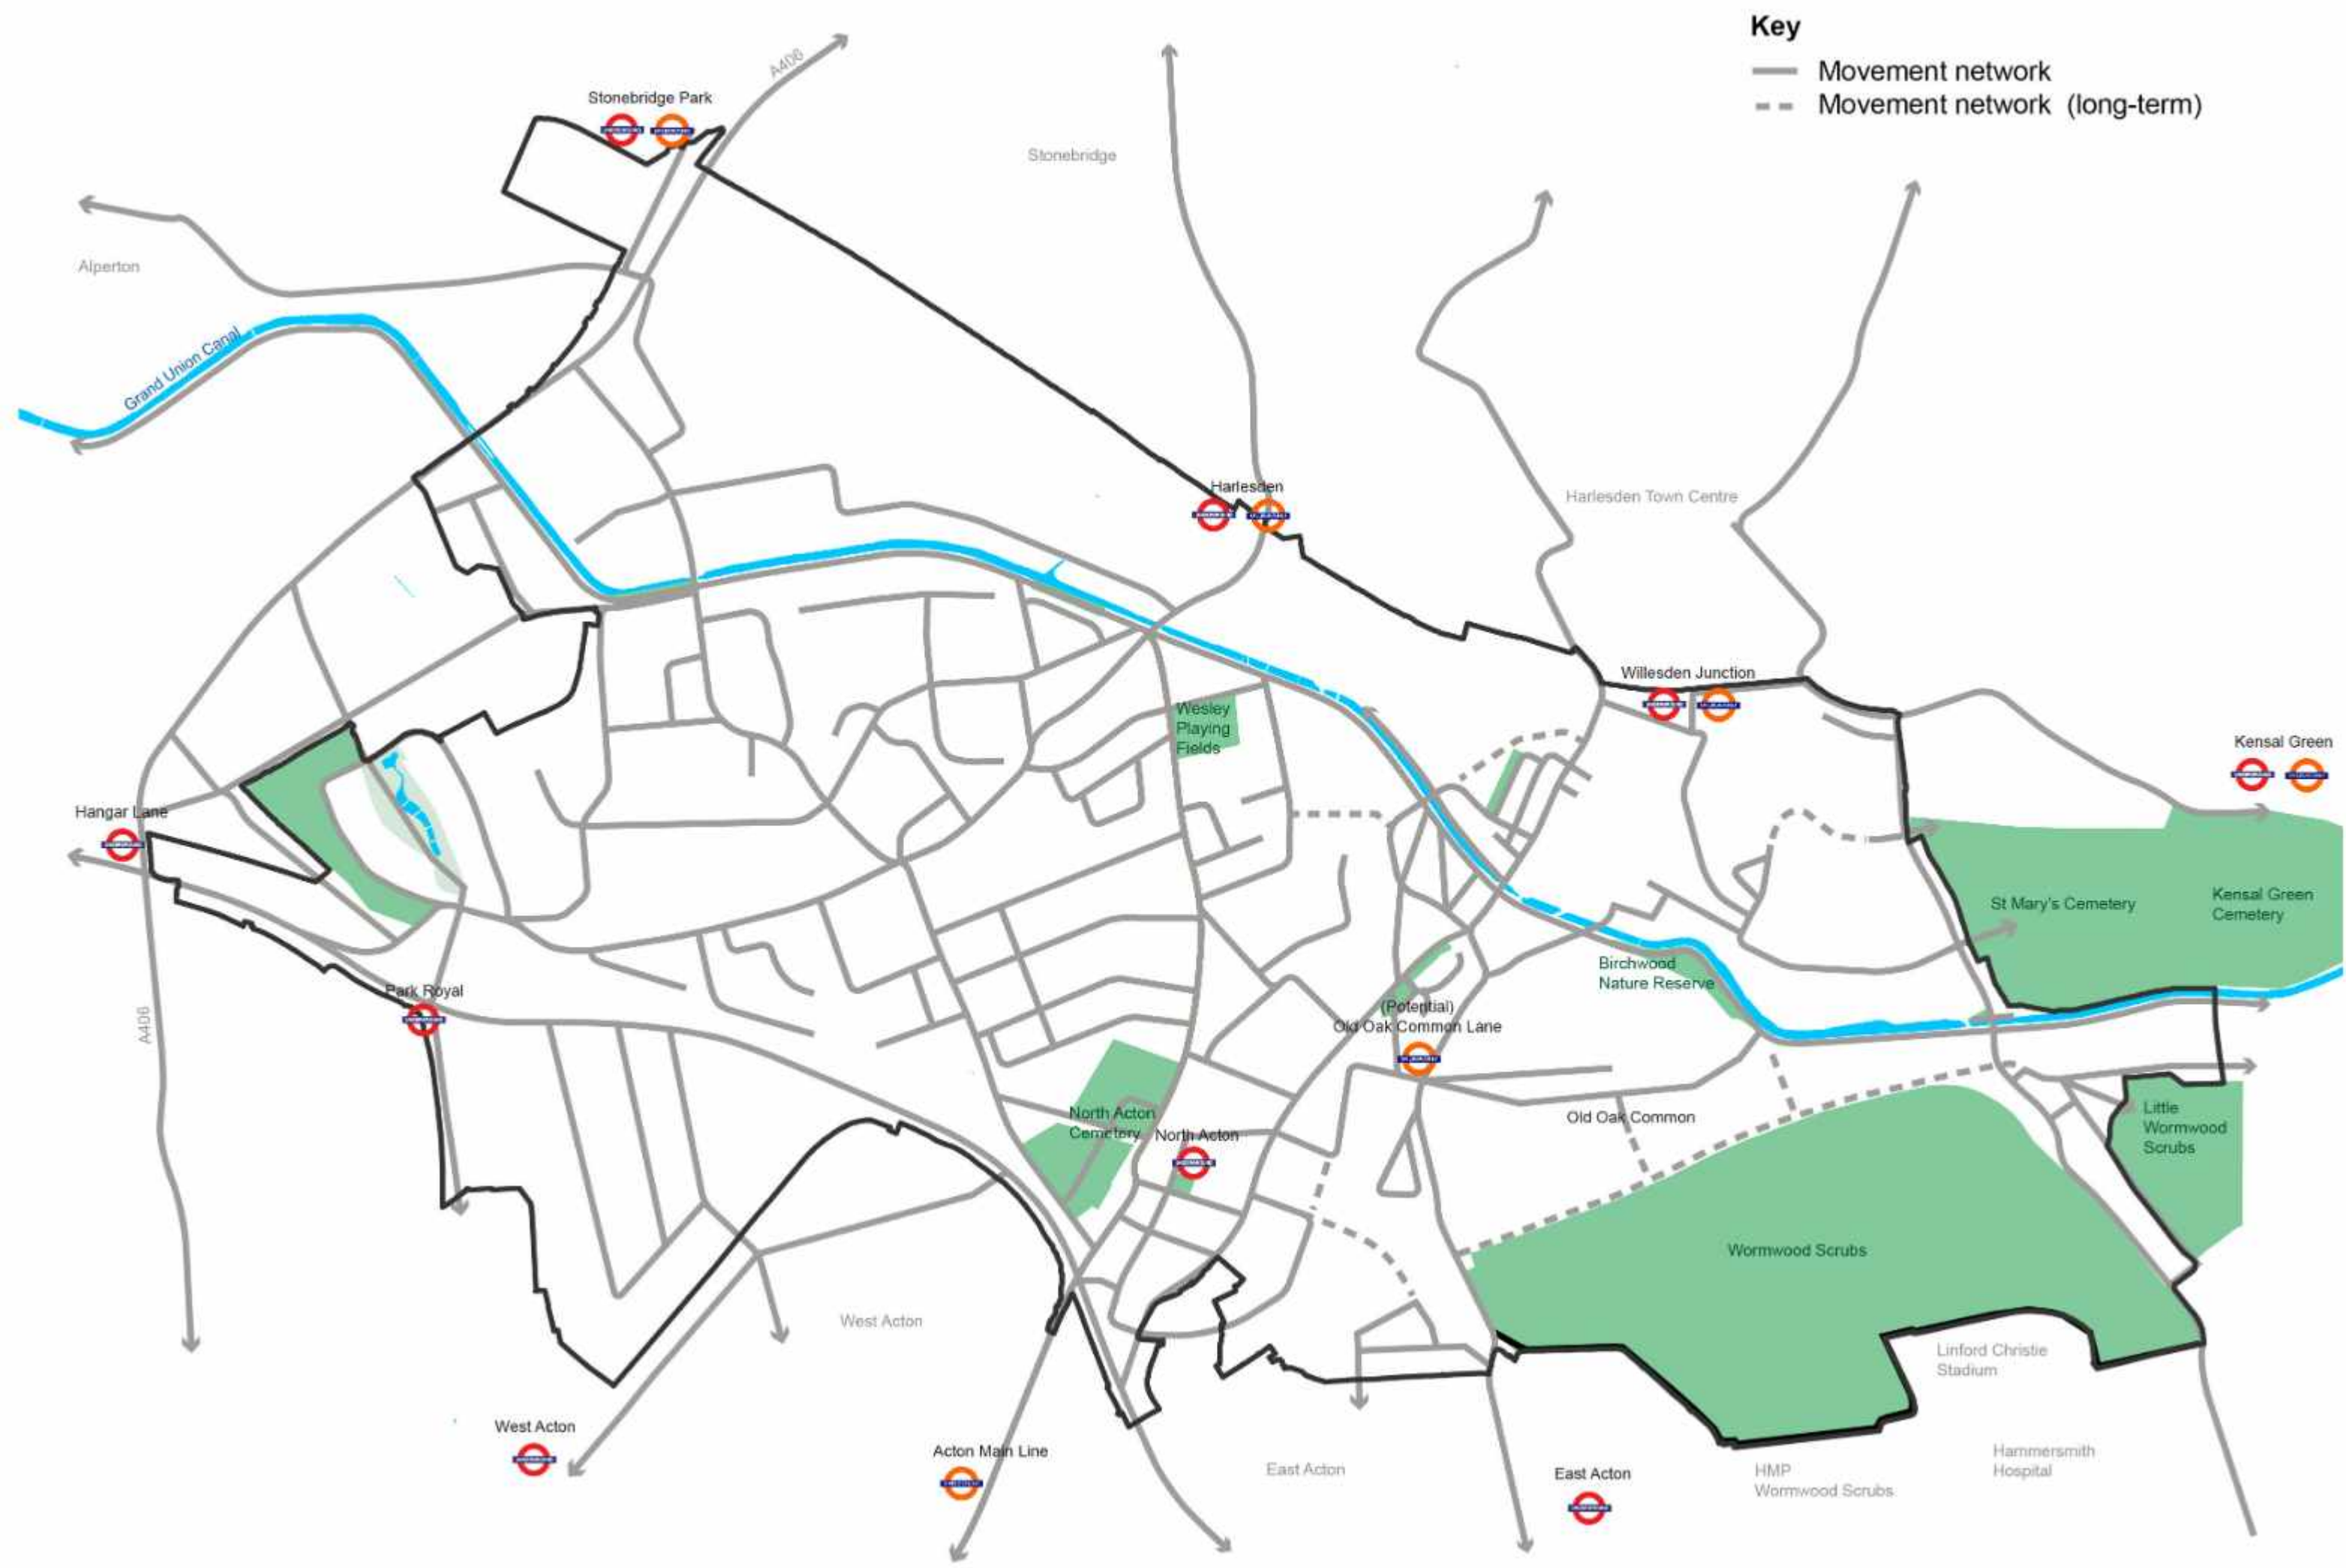 Key
Movement network
Movement network (long-term)
A406
Stonebridge Park
Stonebridge
Alperton
Grand Union Canal
Harlesden
Harlesden Town Centre
Willesden Junction
Wesley
Playing
Fields
Kensal Green
Hangar Lane
St Mary's Cemetery
Kensal Green
Cemetery
Birchwood
Nature Reserve
Park Royal
A406
(Potential)
Old Oak Common Lane
North Acton
Cemetery
North Acton
Old Oak Common
Little
Wormwood
Scrubs
Wormwood Scrubs
West Acton
Linford Christie
Stadium
West Acton
Acton Main Line
East Acton
East Acton
HMP
Wormwood Scrubs
Hammersmith
Hospital